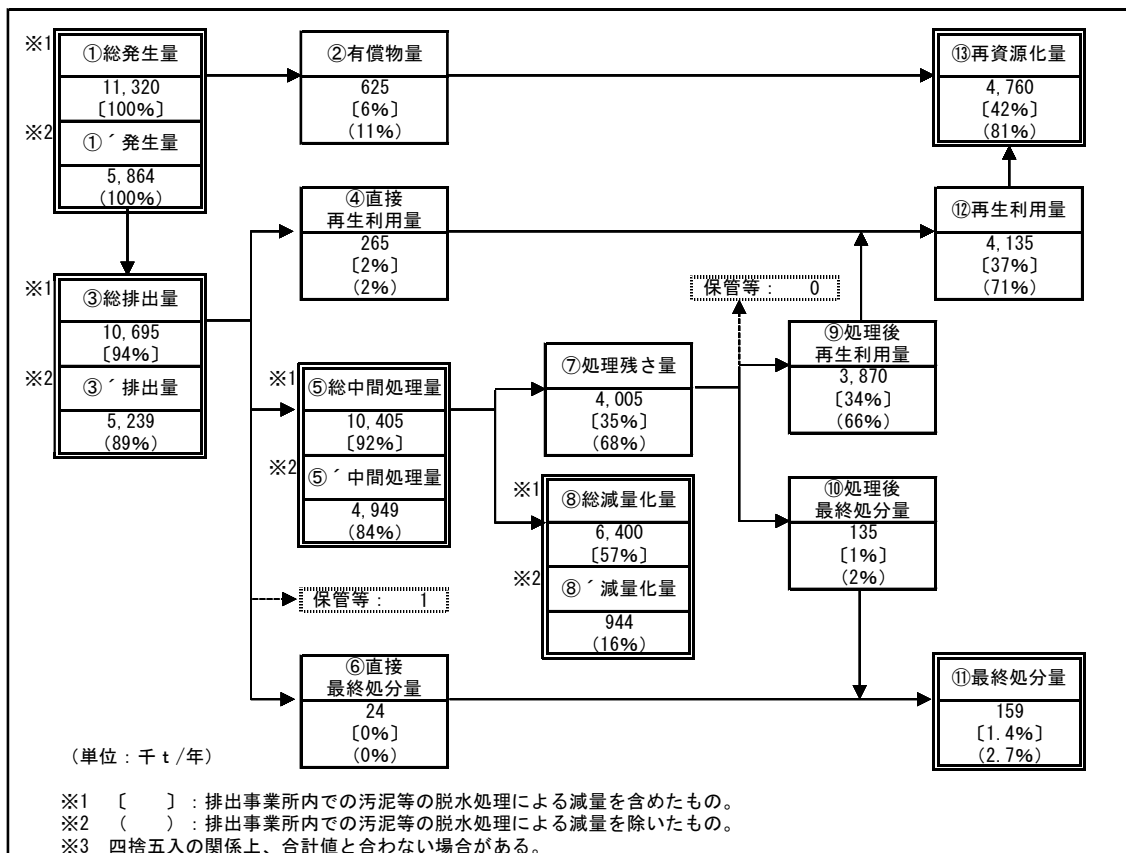 ※1
①総発生量
11,320
〔100%〕
※2
①´発生量
5,864
(100%)
②有償物量
625
〔6%〕
(11%)
⑬再資源化量
4,760
〔42%〕
(81%)
※1
③総排出量
10,695
〔94%〕
※2
③´排出量
5,239
(89%)
④直接
再生利用量
265
〔2%〕
(2%)
⑫再生利用量
4,135
〔37%〕
(71%)
保管等： 0
※1
⑤総中間処理量
10,405
〔92%〕
※2
⑤´中間処理量
4,949
(84%)
⑦処理残さ量
4,005
〔35%〕
(68%)
⑨処理後
再生利用量
3,870
〔34%〕
(66%)
※1
⑧総減量化量
6,400
〔57%〕
※2
⑧´減量化量
944
(16%)
⑩処理後
最終処分量
135
〔1%〕
(2%)
保管等： 1
⑥直接
最終処分量
24
〔0%〕
(0%)
⑪最終処分量
159
〔1.4%〕
(2.7%)
（単位：千ｔ/年）
※1 〔 〕：排出事業所内での汚泥等の脱水処理による減量を含めたもの。
※2 （ ）：排出事業所内での汚泥等の脱水処理による減量を除いたもの。
※3 四捨五入の関係上、合計値と合わない場合がある。